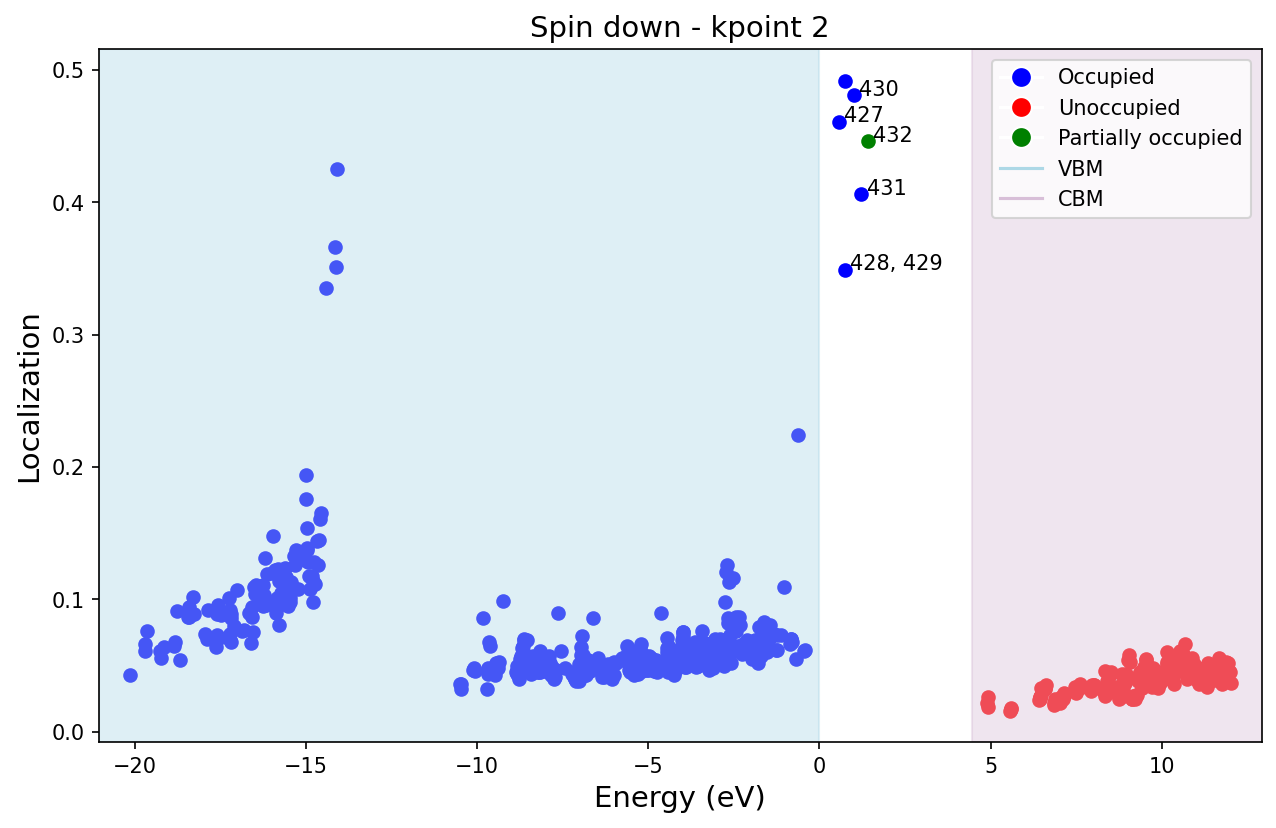 Spin down - kpoint 2
Localization
0.5
0.4
0.3
0.2
0.1
0.0
430
427
432
431
428, 429
Occupied
Unoccupied
Partially occupied
VBM
CBM
−20
−15
−10
−5
0
5
10
Energy (eV)